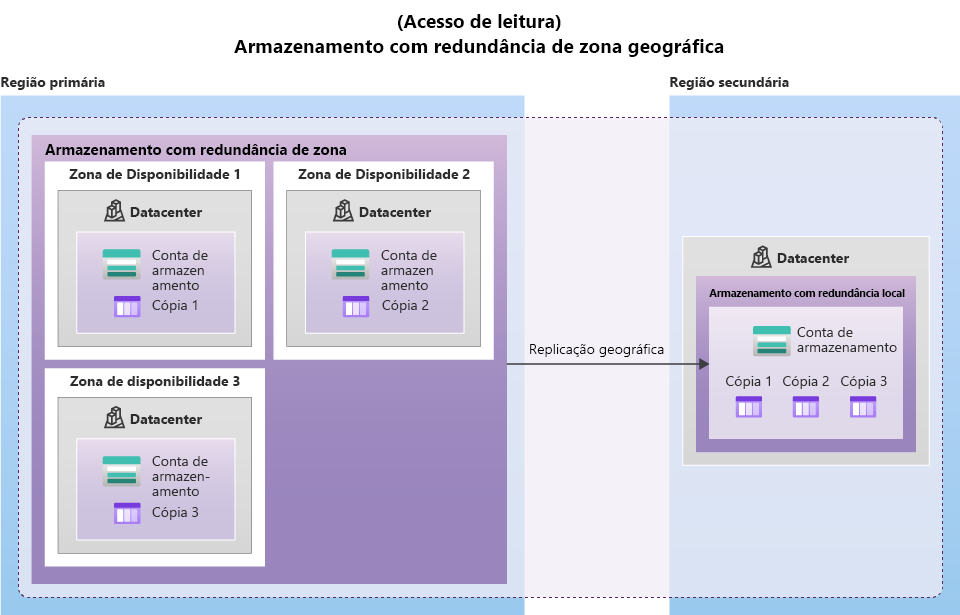 (Acesso de leitura)
Armazenamento com redundância de zona geográfica
Região primária
Região secundária
Armazenamento com redundância de zona
Zona de Disponibilidade 1
Datacenter
Conta de
armazen
amento
Cópia 1
Zona de Disponibilidade 2
Datacenter
Conta de
armazen
amento
Cópia 2
Zona de disponibilidade 3
Datacenter
Conta de
armazen-
amento
Cópia 3
Replicação geográfica
Datacenter
Armazenamento com redundância local
Conta de
armazenamento
Cópia 1 Cópia 2 Cópia 3